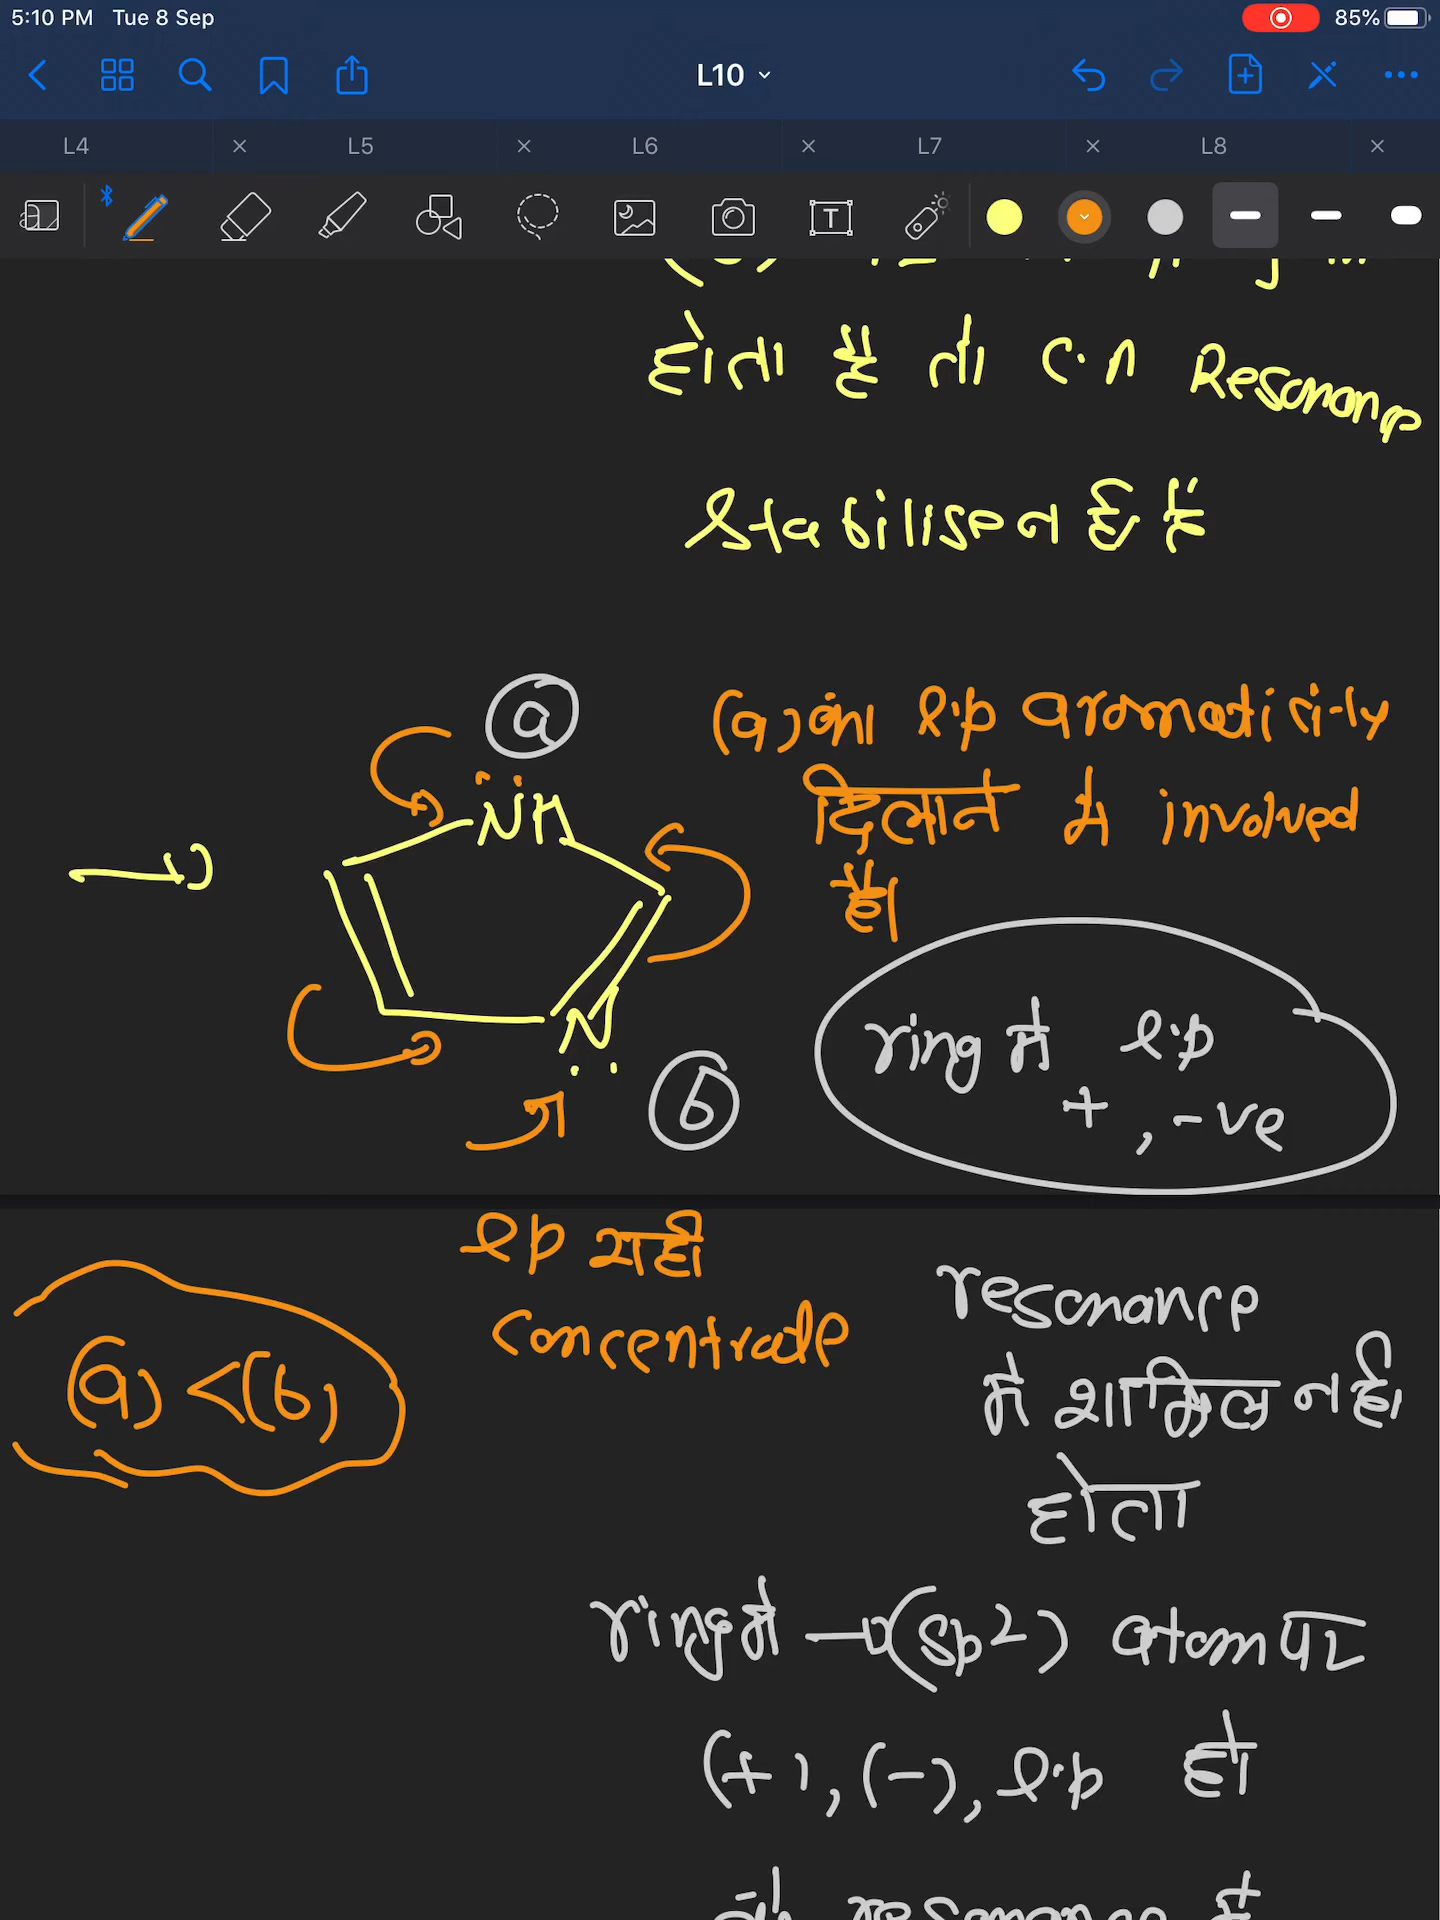 5:10 PM Tue 8 Sep
85%
L10
L4
L5
L6
L7
L8
T
होता है तो C.A Resonance
Stabilised है
a
(a) का l.p aromaticity
दिलाने में involved
है।
NH
N
b
ring में l.p
+, -ve
lp यही
concentrate
(a) < (b)
resonance
में शामिल नही
होता
ring में → (sp2) atom पर
(+), (-), l.p हो